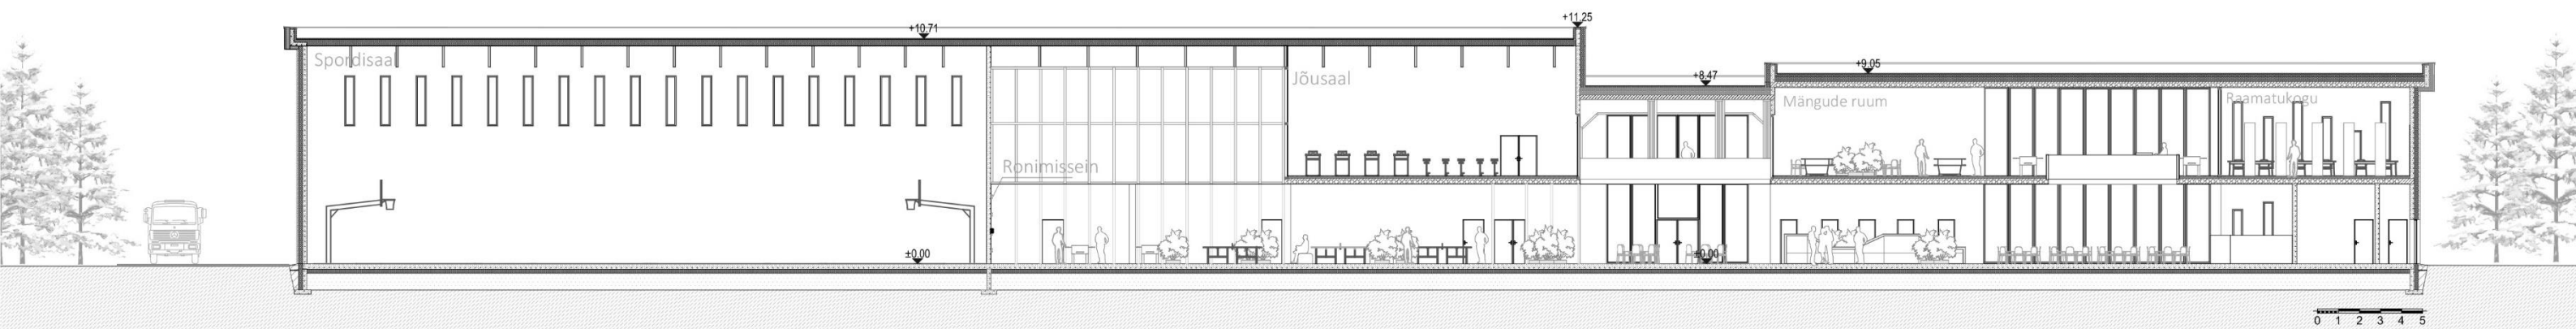 +11.25
+10.71
Spordisaal
+9.05
Jõusaal
+8.47
Mängude ruum
Raamatukogu
Ronimissein
±0.00
±0.00
0 1 2 3 4 5